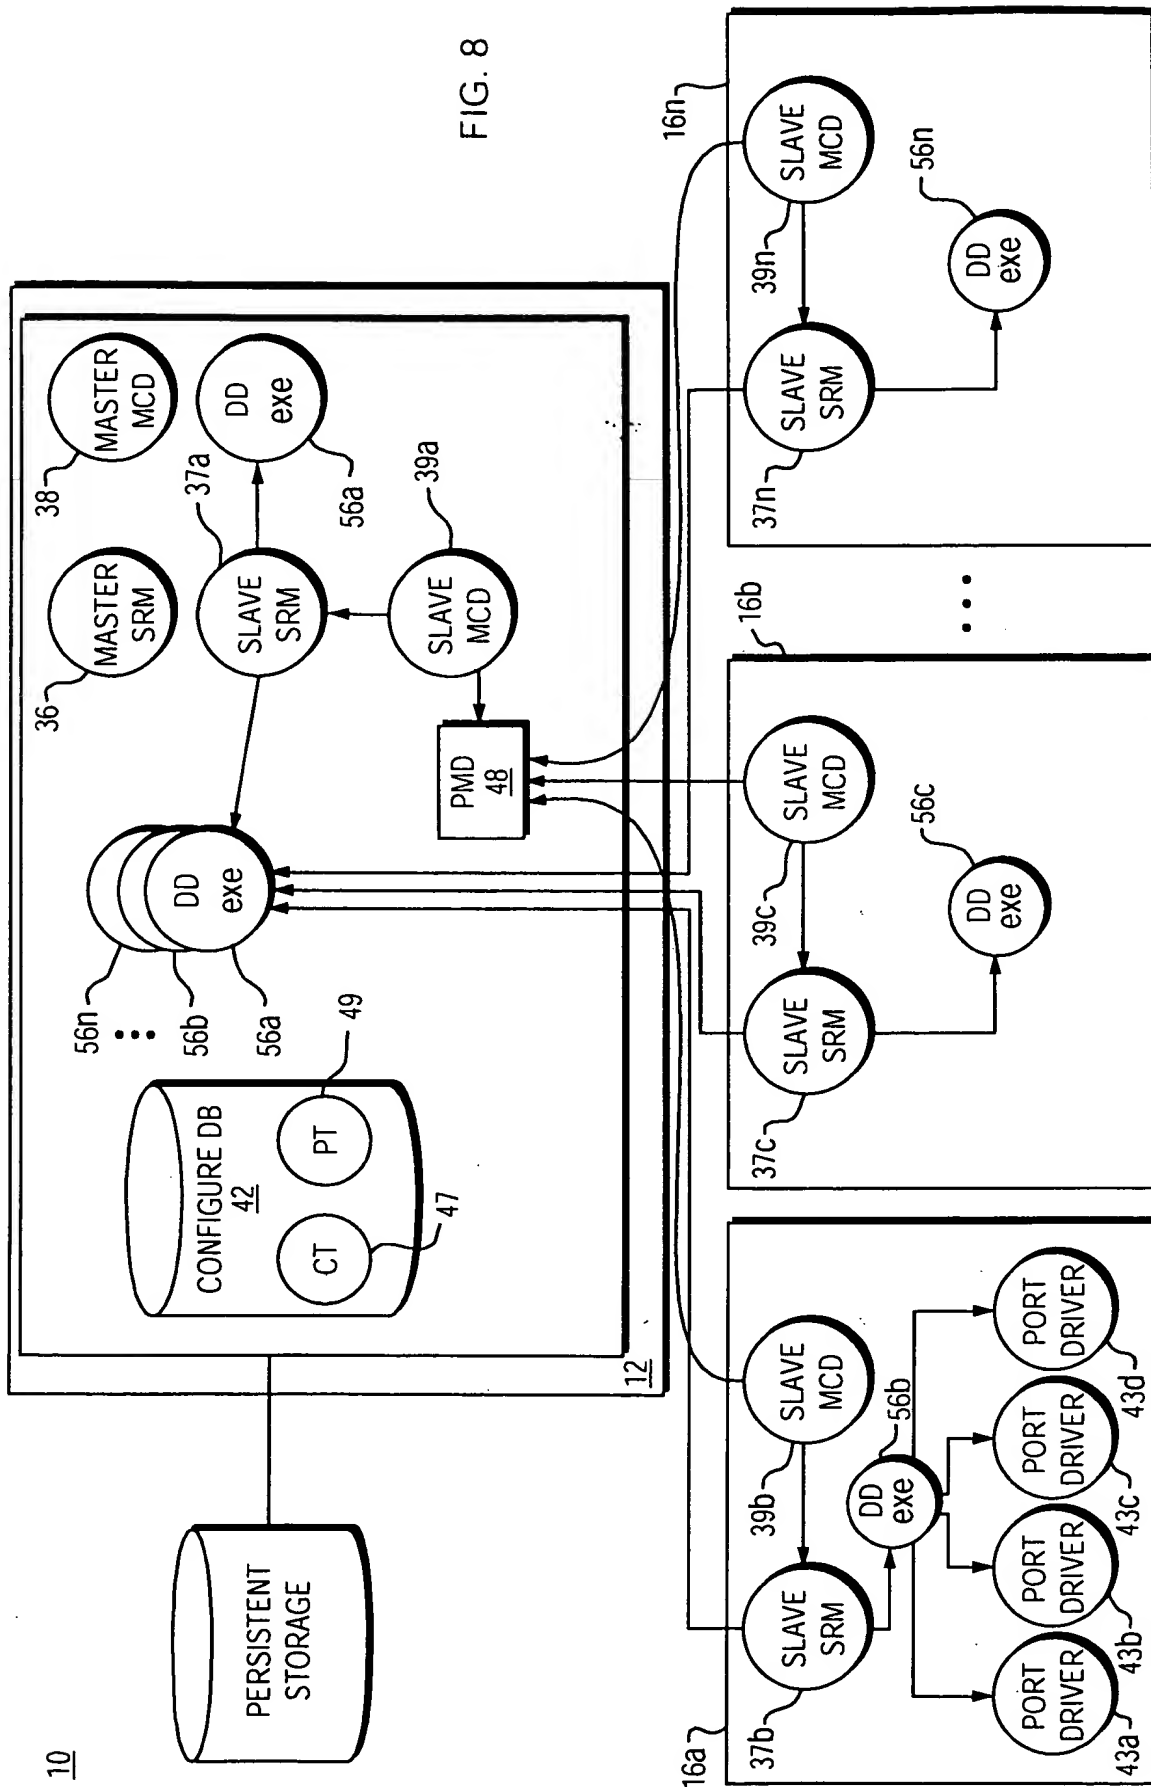 10
PERSISTENT
STORAGE
12
CONFIGURE DB
42
CT
PT
47
49
56n
56b
56a
DD
exe
36
MASTER
SRM
38
MASTER
MCD
SLAVE
SRM
37a
DD
exe
56a
SLAVE
MCD
39a
PMD
48
FIG. 8
16a
SLAVE
SRM
37b
SLAVE
MCD
39b
DD
exe
56b
PORT
DRIVER
43a
PORT
DRIVER
43b
PORT
DRIVER
43c
PORT
DRIVER
43d
16b
SLAVE
SRM
37c
SLAVE
MCD
39c
DD
exe
56c
16n
SLAVE
SRM
37n
SLAVE
MCD
39n
DD
exe
56n